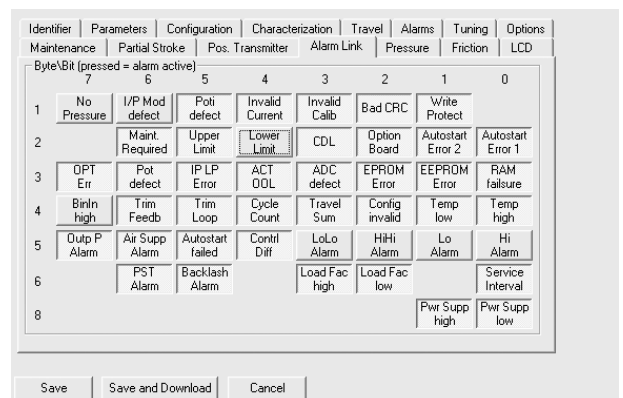 Identifier Parameters Configuration Characterization Travel Alarms Tuning Options
Maintenance Partial Stroke Pos. Transmitter Alarm Link Pressure Friction LCD
Byte\Bit (pressed = alarm active)
7 6 5 4 3 2 1 0
1 No Pressure I/P Mod defect Poti defect Invalid Current Invalid Calib Bad CRC Write Protect
2 Maint. Required Upper Limit Lower Limit CDL Option Board Autostart Error 2 Autostart Error 1
3 OPT Err Pot defect IP LP Error ACT OOL ADC defect EPROM Error EEPROM Error RAM failsure
4 BinIn high Trim Feedb Trim Loop Cycle Count Travel Sum Config invalid Temp low Temp high
5 Outp P Alarm Air Supp Alarm Autostart failed Contrl Diff LoLo Alarm HiHi Alarm Lo Alarm Hi Alarm
6 PST Alarm Backlash Alarm Load Fac high Load Fac low Service Interval
8 Pwr Supp high Pwr Supp low
Save Save and Download Cancel